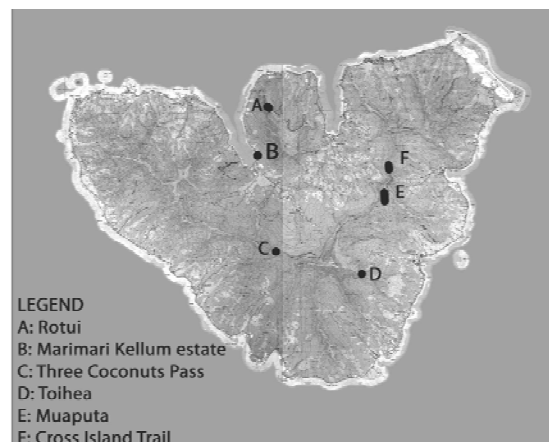 A
B
F
E
C
D
LEGEND
A: Rotui
B: Marimari Kellum estate
C: Three Coconuts Pass
D: Toihea
E: Muaputa
F: Cross Island Trail